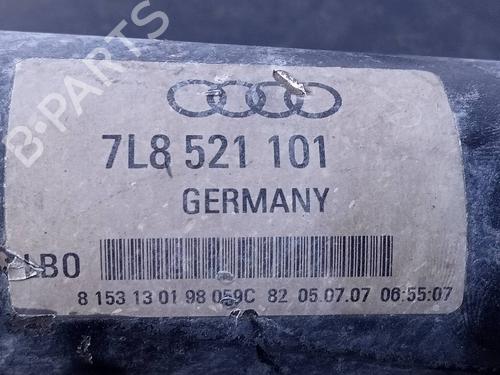 B-PARTS
7L8 521 101
GERMANY
LBO
8 153 13 01 98 059C 82 05.07.07 06:55:07